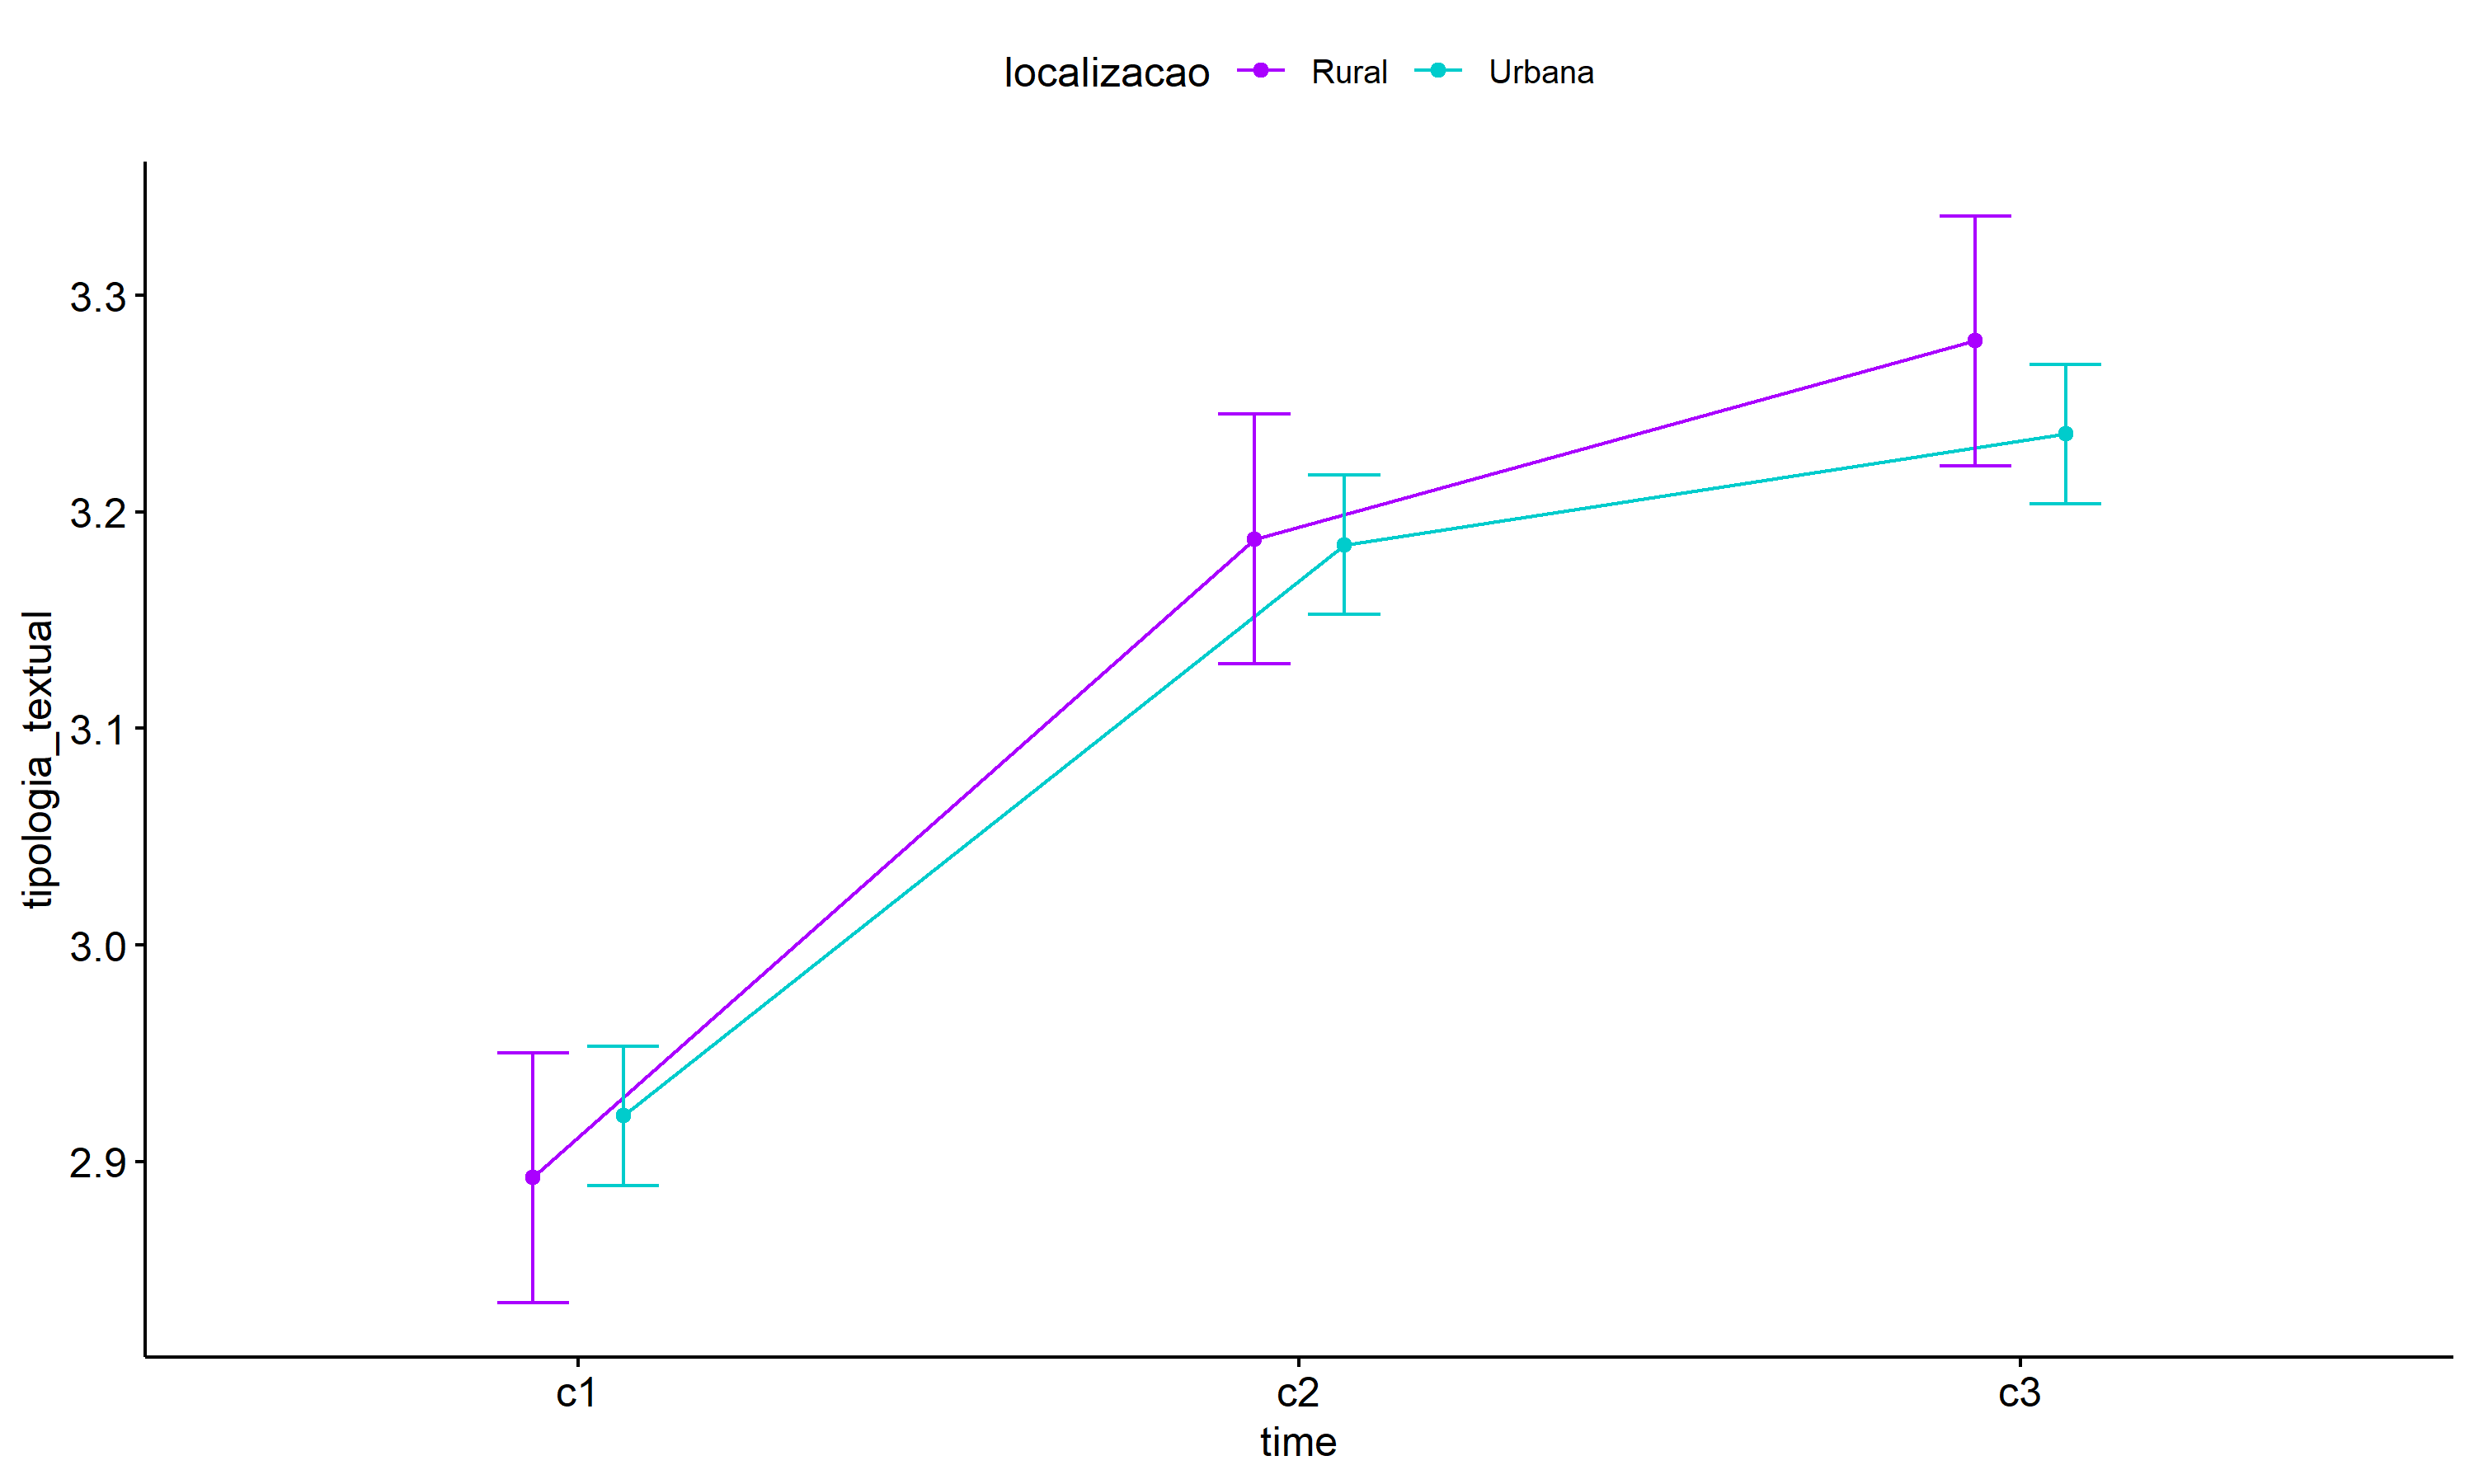 localizacao Rural Urbana
3.3
3.2
3.1
3.0
2.9
tipologia_textual
c1 c2 c3
time